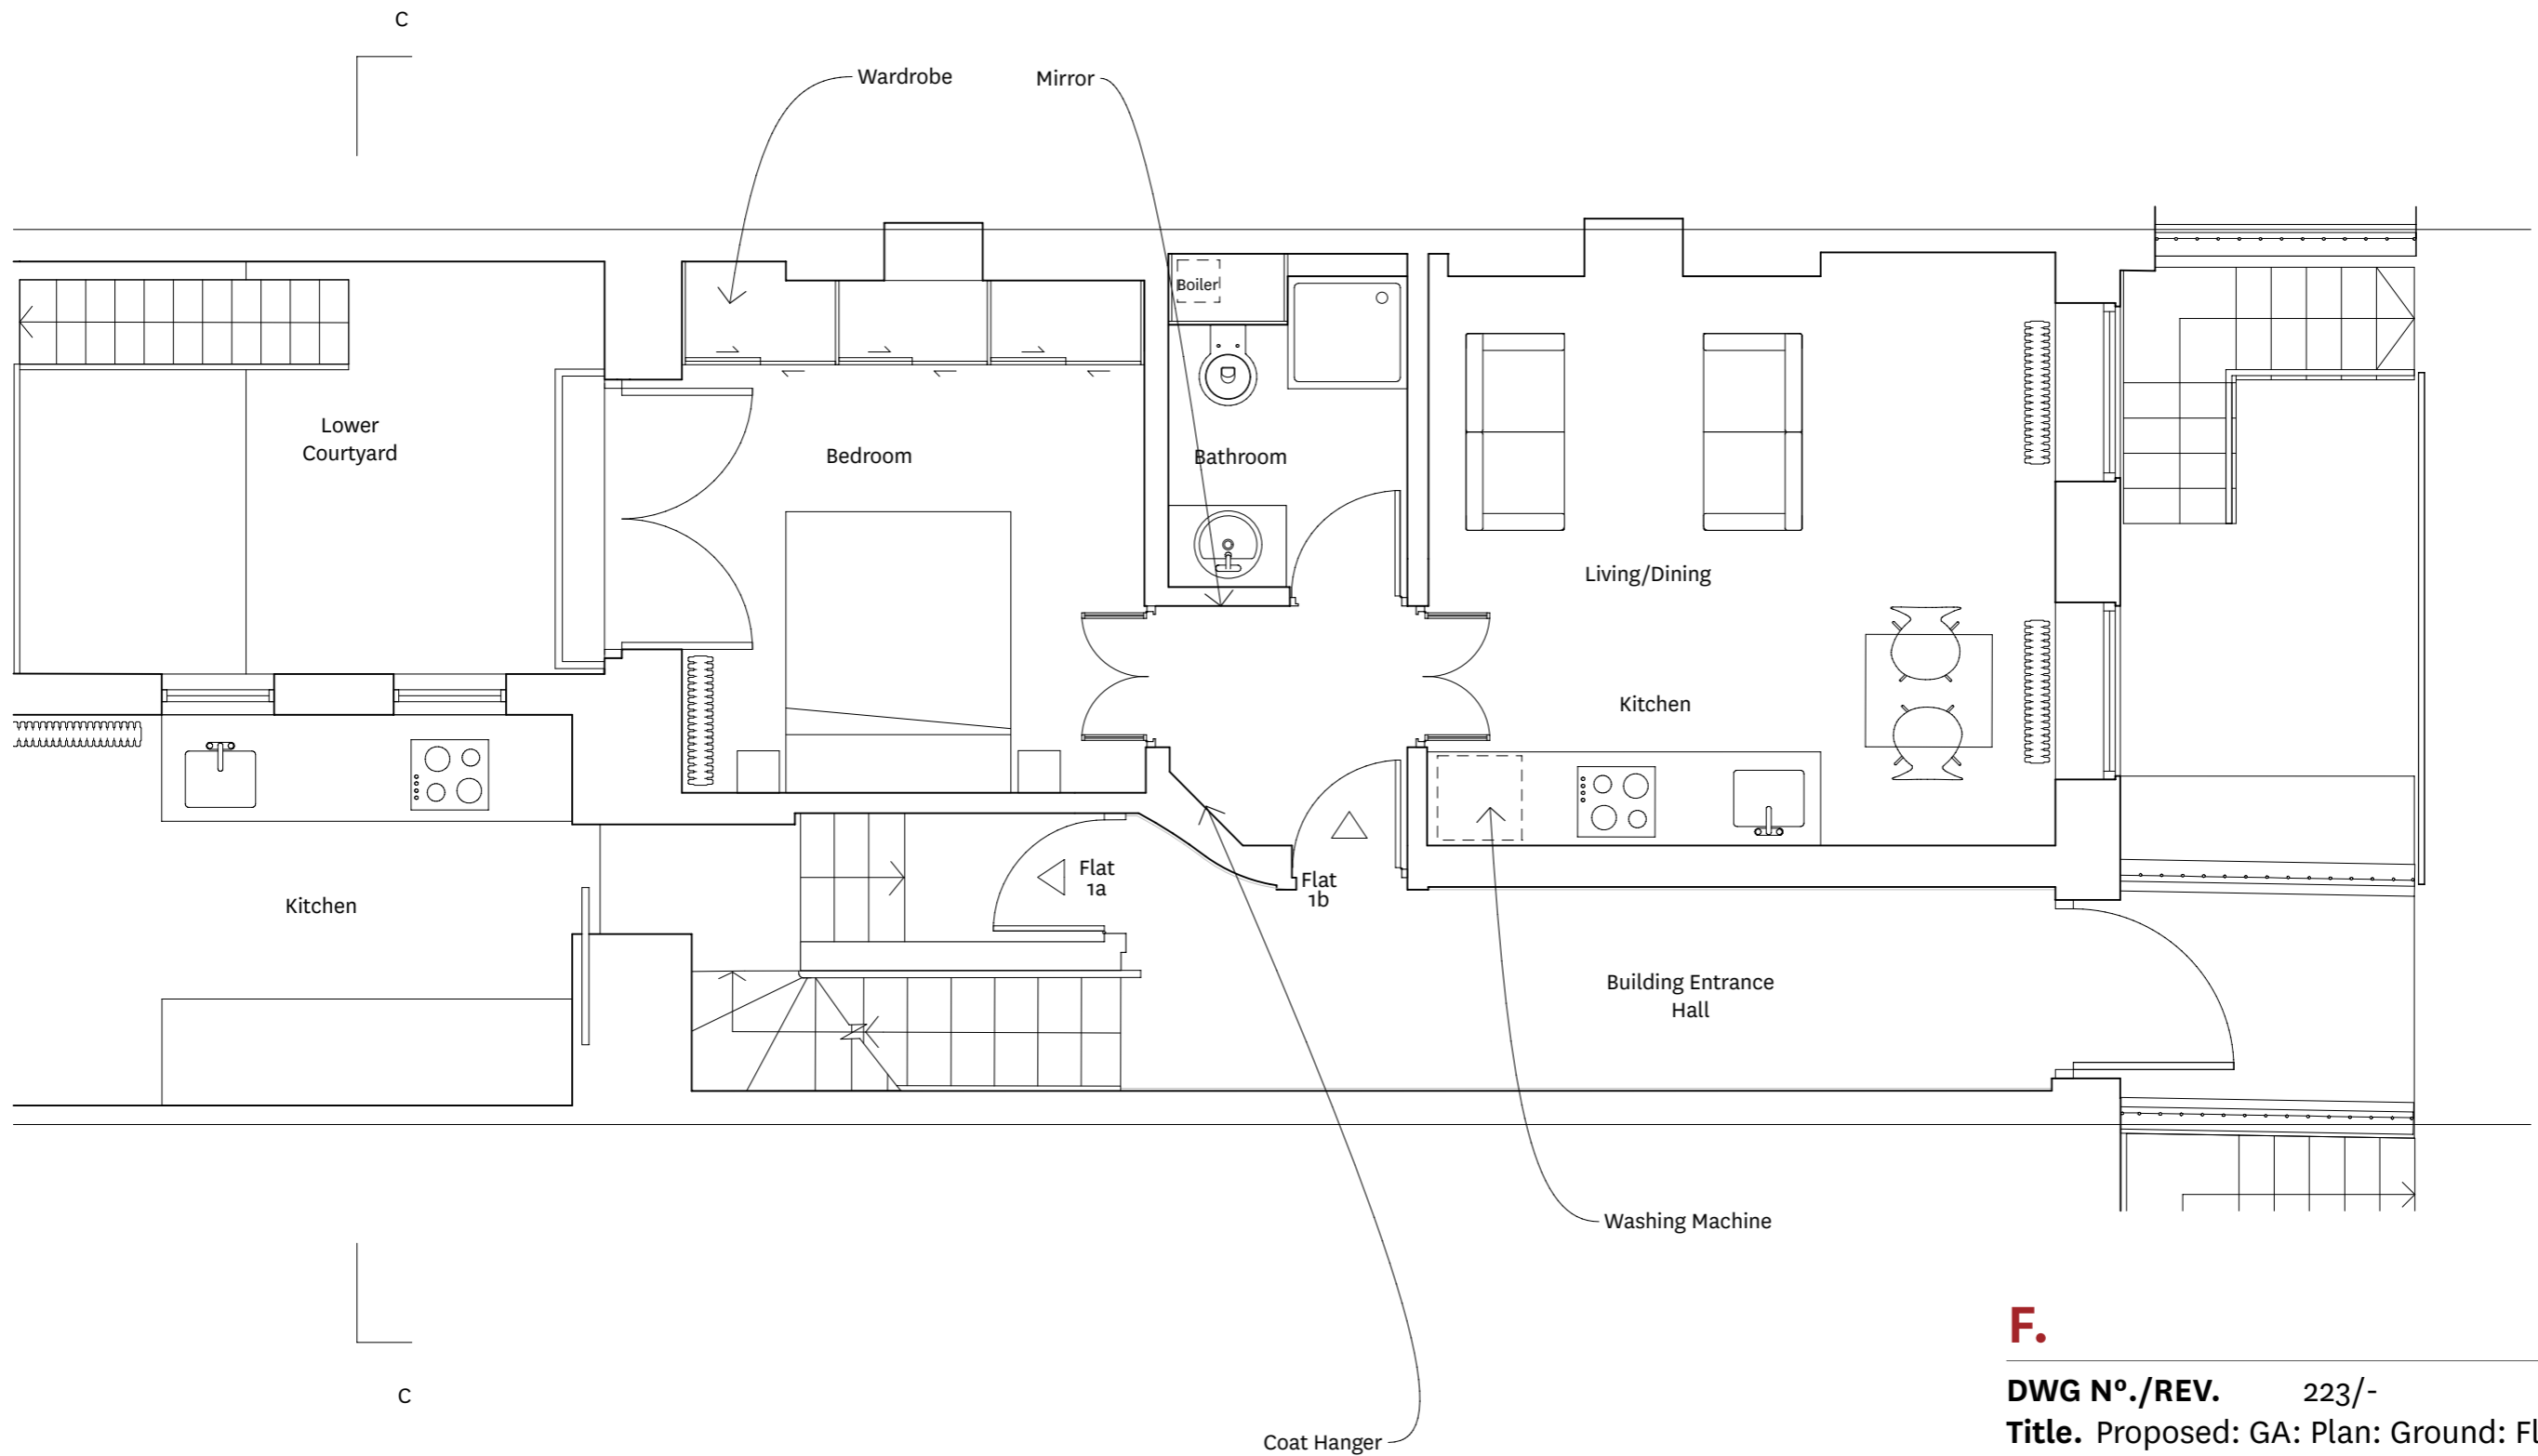 C
Wardrobe
Mirror
Boiler
Lower
Courtyard
Bedroom
Bathroom
Living/Dining
Kitchen
Flat
1a
Flat
1b
Kitchen
Building Entrance
Hall
Washing Machine
C
Coat Hanger
F.
DWG Nº./REV. 223/-
Title. Proposed: GA: Plan: Ground: Fl